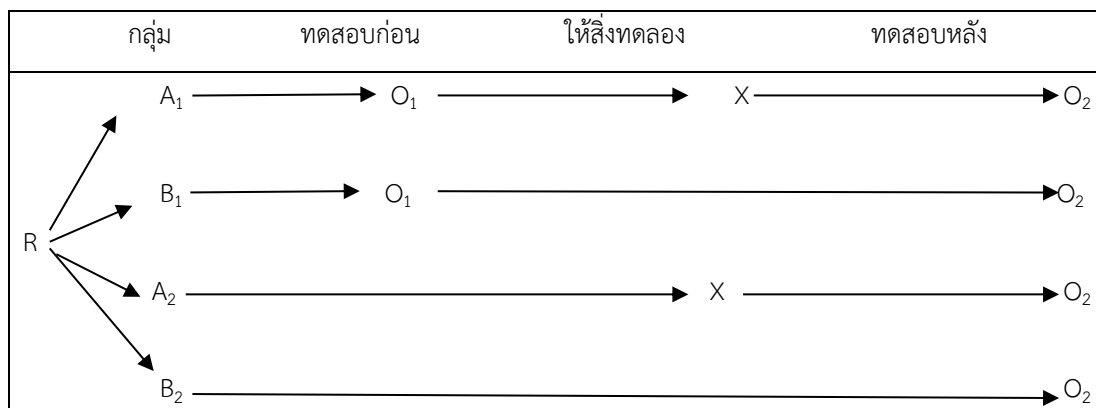 กลุ่ม ทดสอบก่อน ให้สิ่งทดลอง ทดสอบหลัง
A₁ O₁ X O₂
B₁ O₁ O₂
R
A₂ X O₂
B₂ O₂